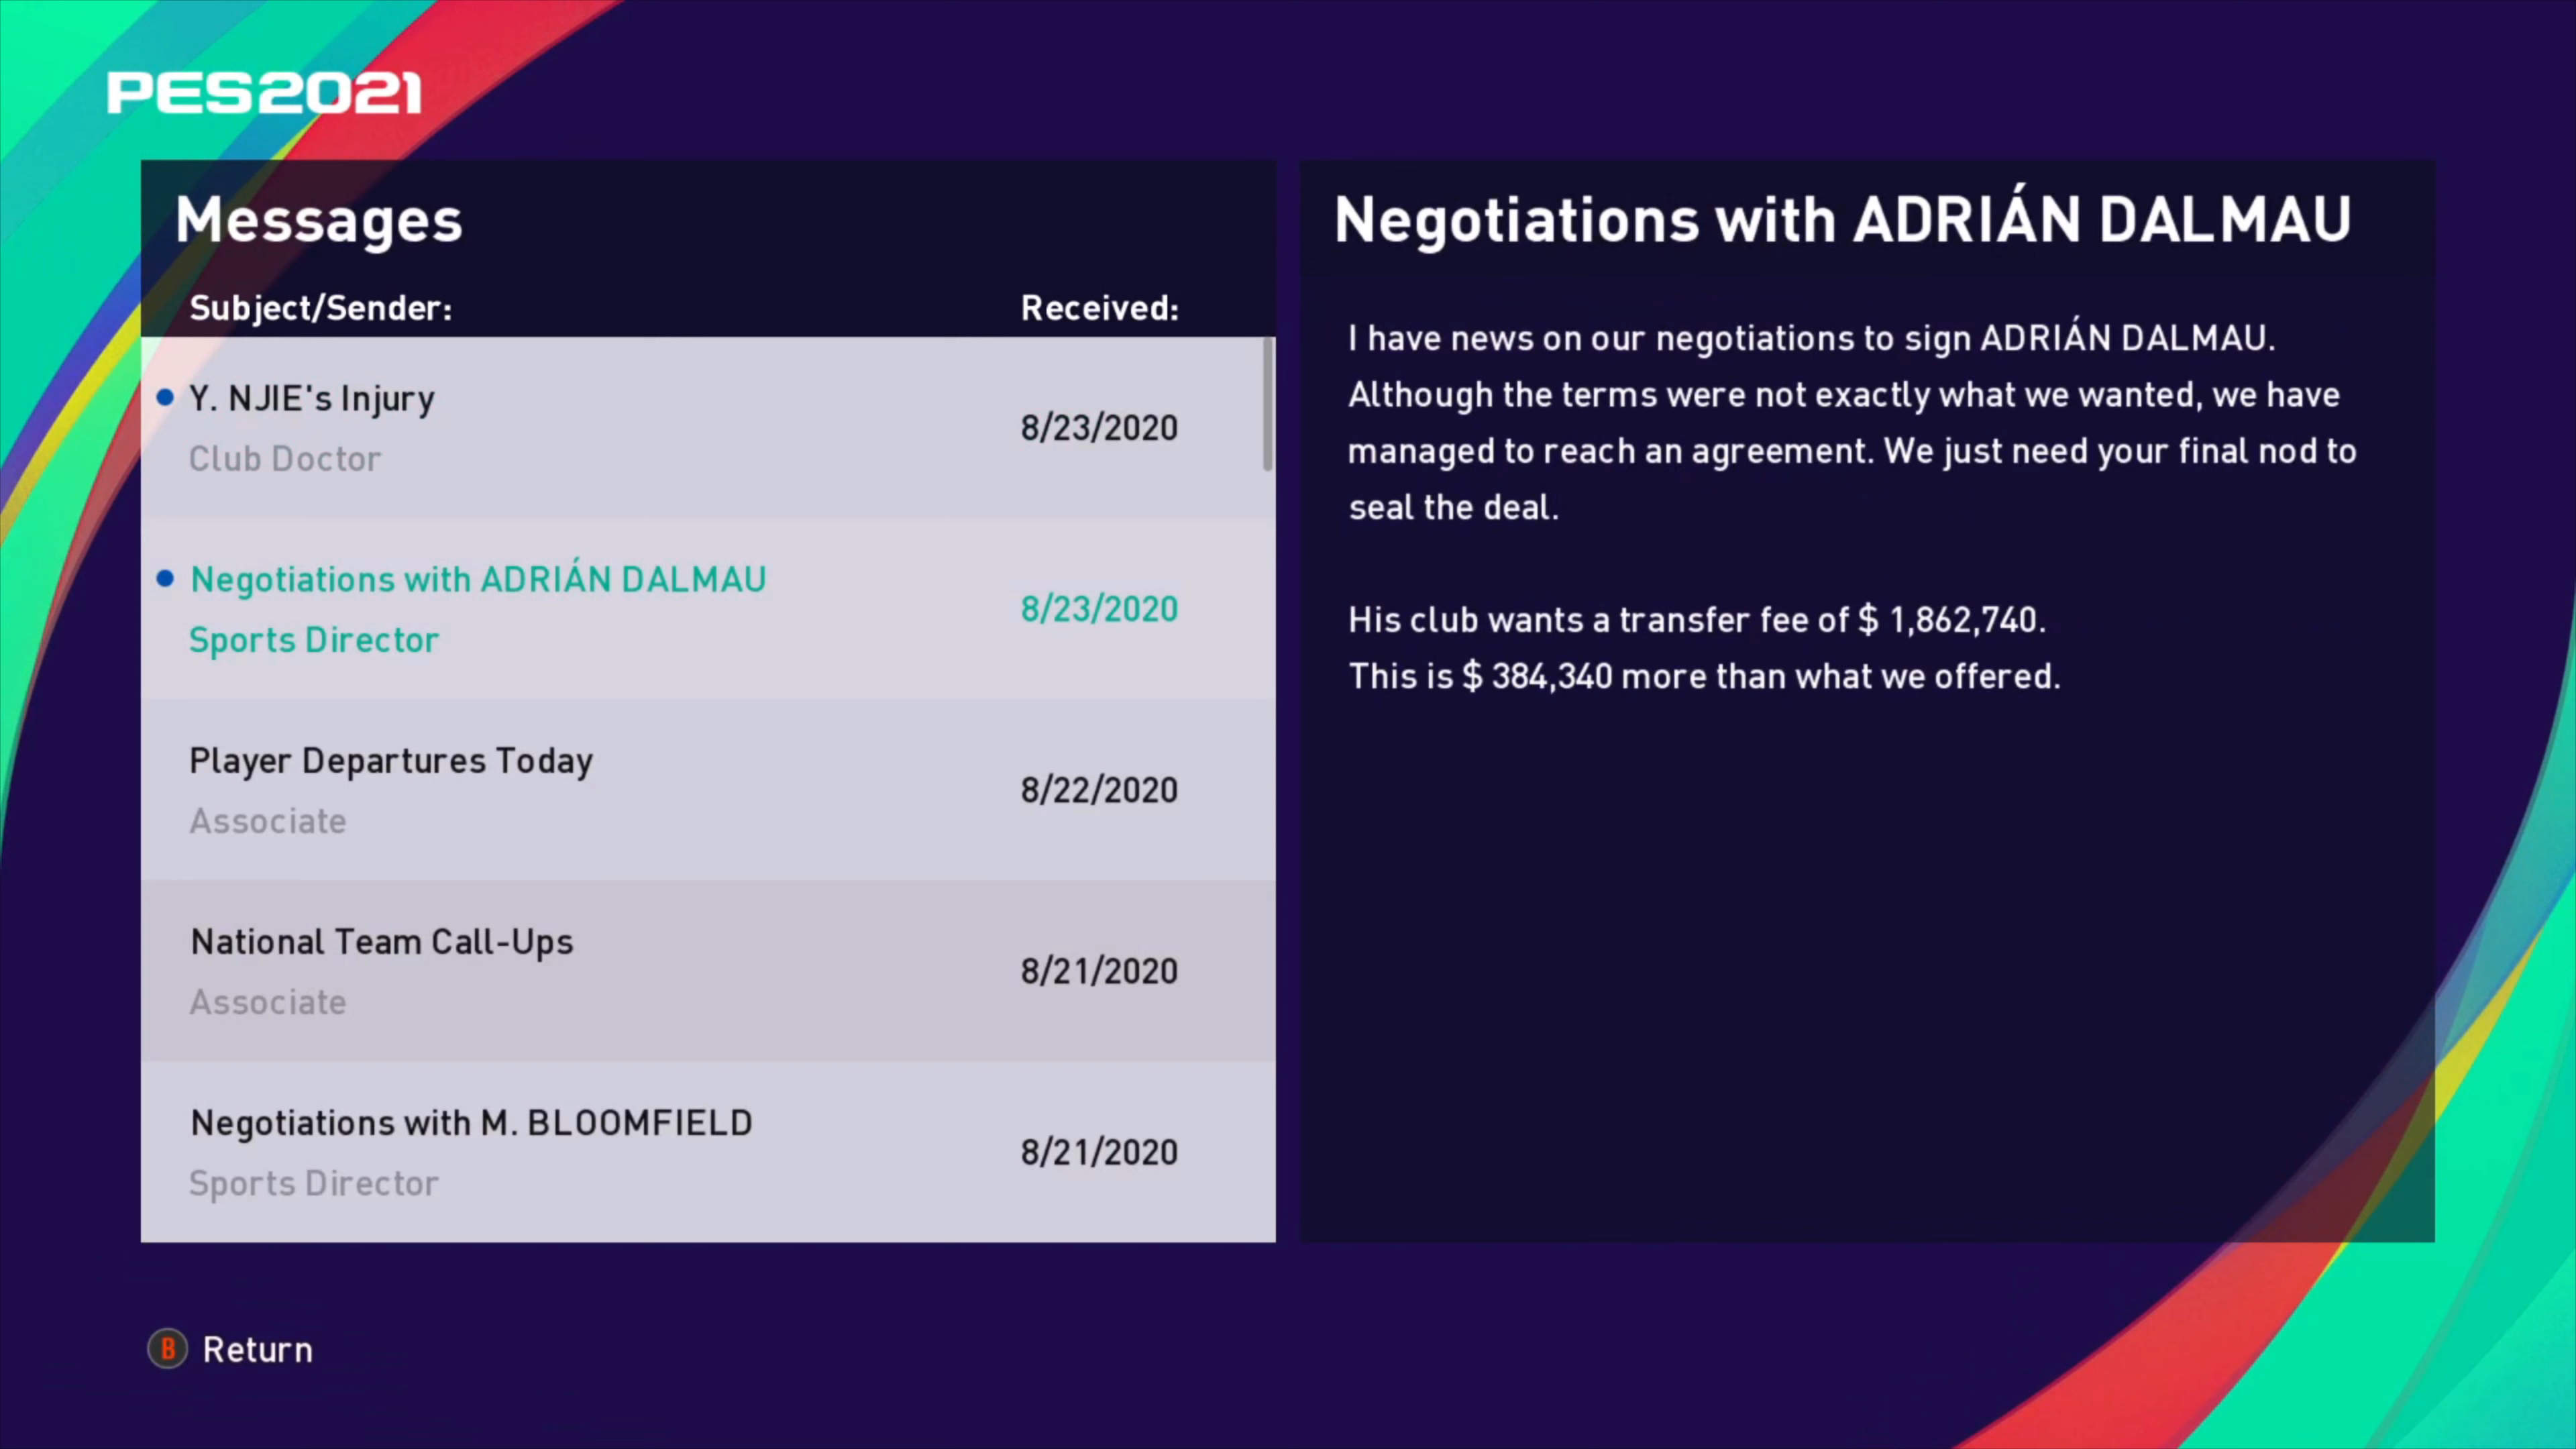 PES2021
Messages
Subject/Sender: Received:
Y. NJIE's Injury
Club Doctor
8/23/2020
Negotiations with ADRIÁN DALMAU
Sports Director
8/23/2020
Player Departures Today
Associate
8/22/2020
National Team Call-Ups
Associate
8/21/2020
Negotiations with M. BLOOMFIELD
Sports Director
8/21/2020
Negotiations with ADRIÁN DALMAU
I have news on our negotiations to sign ADRIÁN DALMAU.
Although the terms were not exactly what we wanted, we have
managed to reach an agreement. We just need your final nod to
seal the deal.
His club wants a transfer fee of $ 1,862,740.
This is $ 384,340 more than what we offered.
B Return